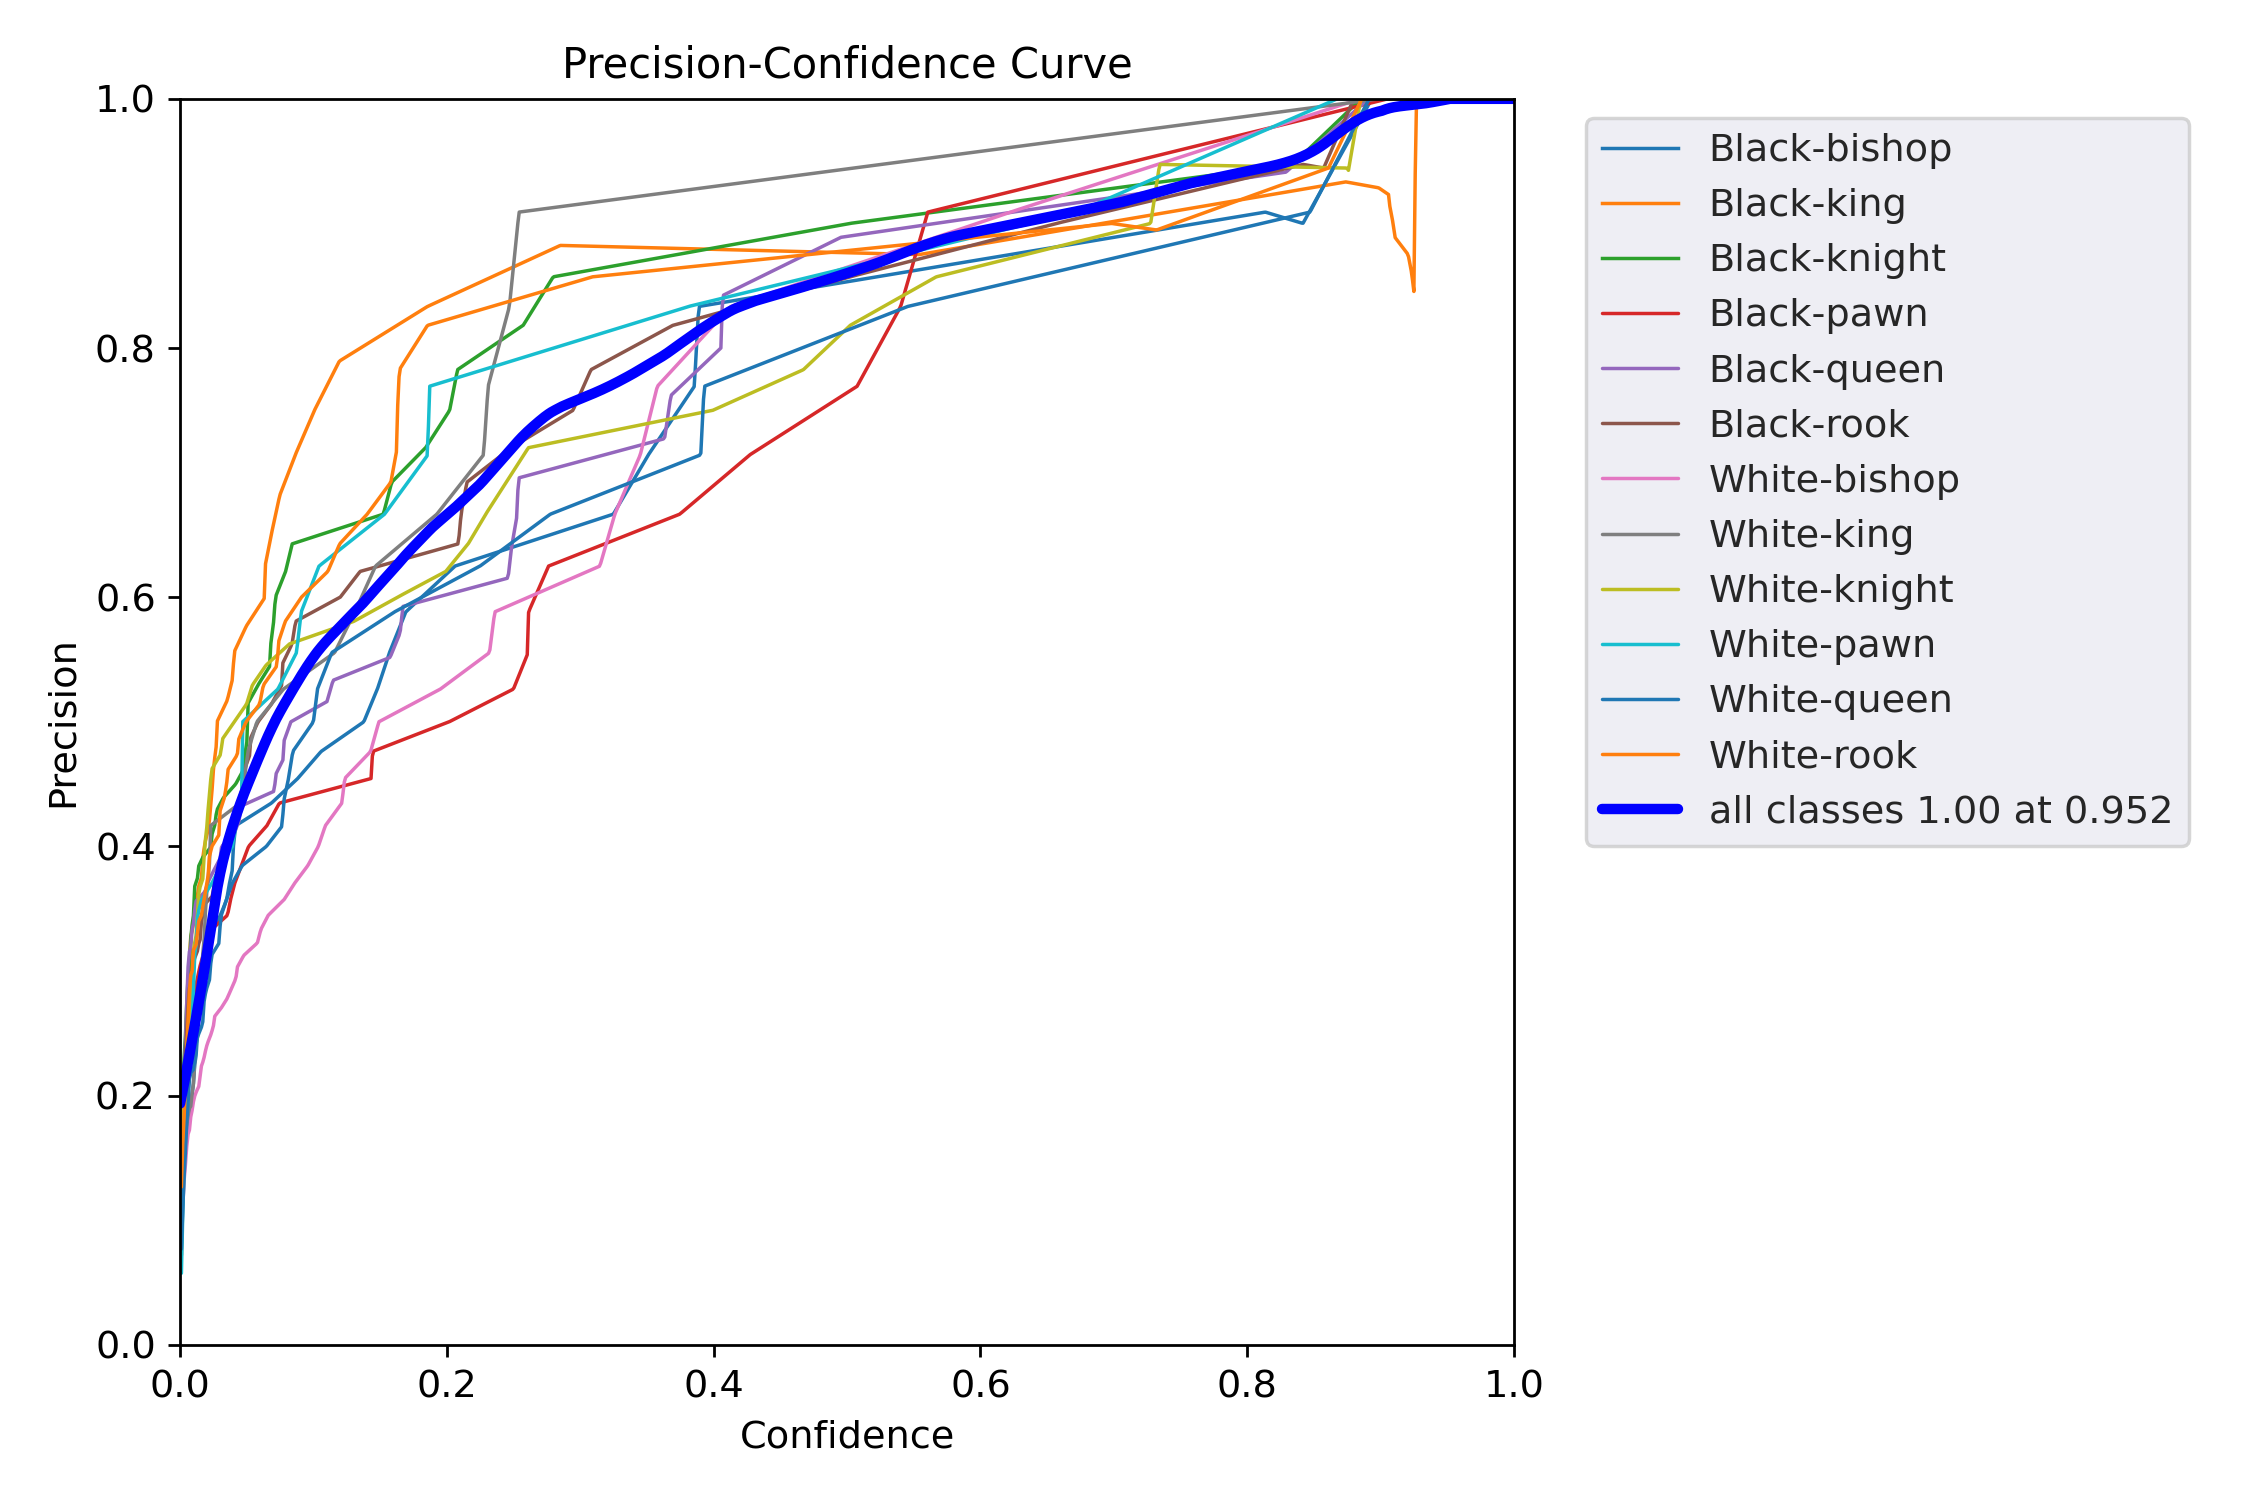 Precision-Confidence Curve
1.0
0.8
0.6
0.4
0.2
0.0
Precision
0.0 0.2 0.4 0.6 0.8 1.0
Confidence
Black-bishop
Black-king
Black-knight
Black-pawn
Black-queen
Black-rook
White-bishop
White-king
White-knight
White-pawn
White-queen
White-rook
all classes 1.00 at 0.952